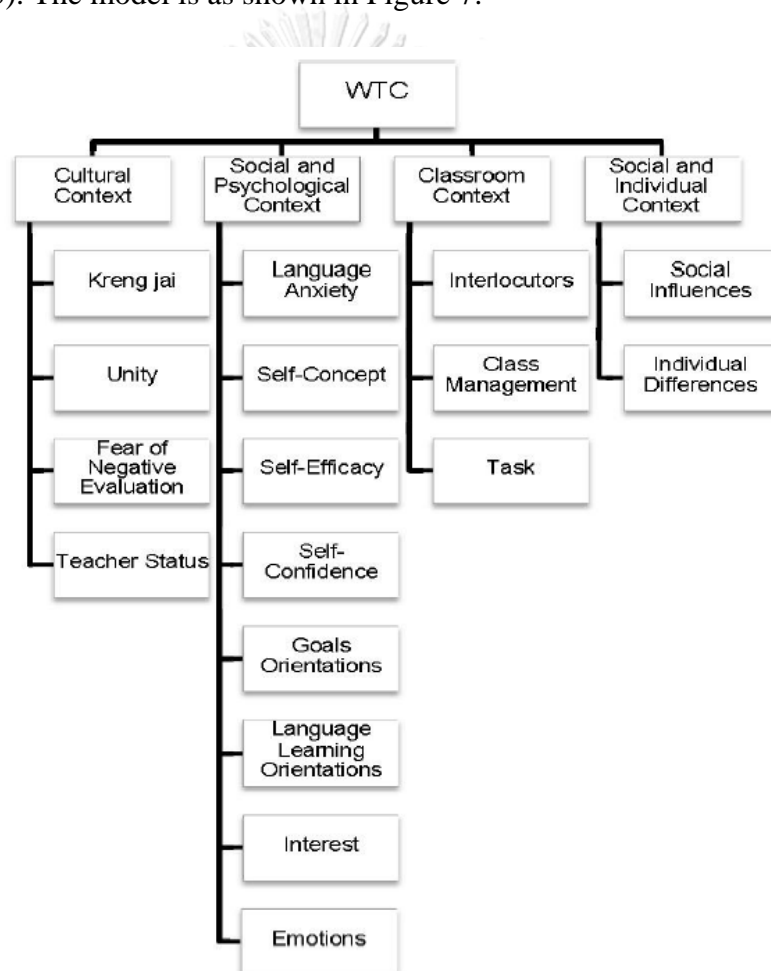 ). The model is as shown in Figure 7.
WTC
Cultural
Context
Kreng jai
Unity
Fear of
Negative
Evaluation
Teacher Status
Social and
Psychological
Context
Language
Anxiety
Self-Concept
Self-Efficacy
Self-
Confidence
Goals
Orientations
Language
Learning
Orientations
Interest
Emotions
Classroom
Context
Interlocutors
Class
Management
Task
Social and
Individual
Context
Social
Influences
Individual
Differences